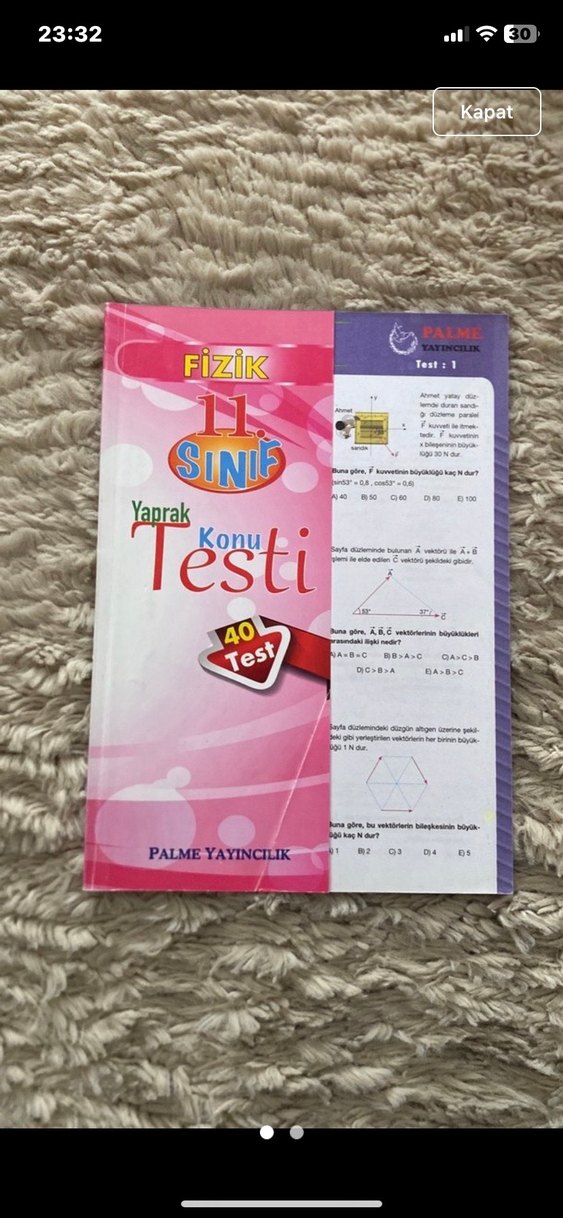 23:32
30
Kapat
FİZİK
11.
SINIF
Yaprak
Konu
Testi
40
Test
PALME YAYINCILIK
PALME
YAYINCILIK
Test : 1
Ahmet yatay düz-
lemde duran sandı-
ğı düzleme paralel
F kuvveti ile itmek-
tedir. F kuvvetinin
x bileşeninin büyük-
lüğü 30 N dur.
+y
Ahmet
x
sandık
F
Buna göre, F kuvvetinin büyüklüğü kaç N dur?
(sin53° = 0,8 , cos53° = 0,6)
A) 40 B) 50 C) 60 D) 80 E) 100
Sayfa düzleminde bulunan A vektörü ile A + B
işlemi ile elde edilen C vektörü şekildeki gibidir.
A
53° 37°
C
Buna göre, A, B, C vektörlerinin büyüklükleri
arasındaki ilişki nedir?
A) A = B = C B) B > A > C C) A > C > B
D) C > B > A E) A > B > C
Sayfa düzlemindeki düzgün altıgen üzerine şekil-
deki gibi yerleştirilen vektörlerin her birinin büyük-
lüğü 1 N dur.
Buna göre, bu vektörlerin bileşkesinin büyük-
lüğü kaç N dur?
A) 1 B) 2 C) 3 D) 4 E) 5